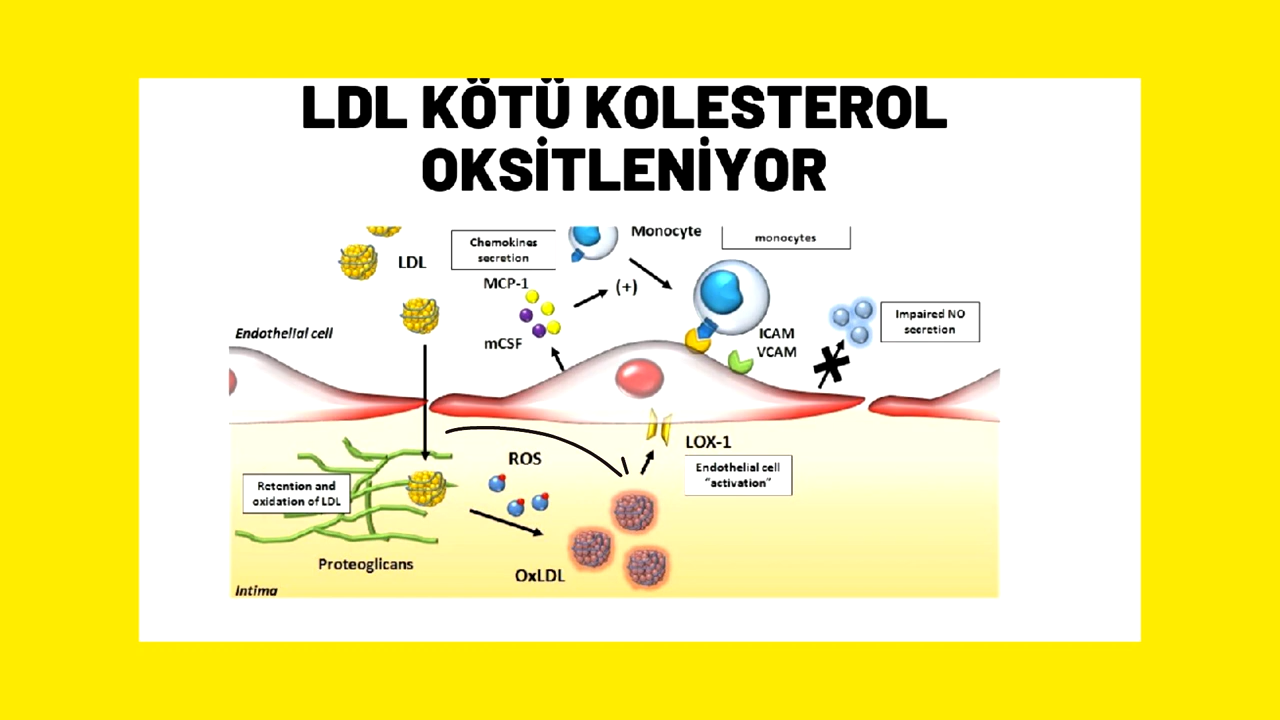 LDL KÖTÜ KOLESTEROL
OKSİTLENİYOR
Chemokines
secretion
Monocyte
monocytes
LDL
MCP-1
(+)
mCSF
ICAM
VCAM
Impaired NO
secretion
Endothelial cell
LOX-1
Endothelial cell
"activation"
ROS
Retention and
oxidation of LDL
Proteoglicans
OxLDL
Intima